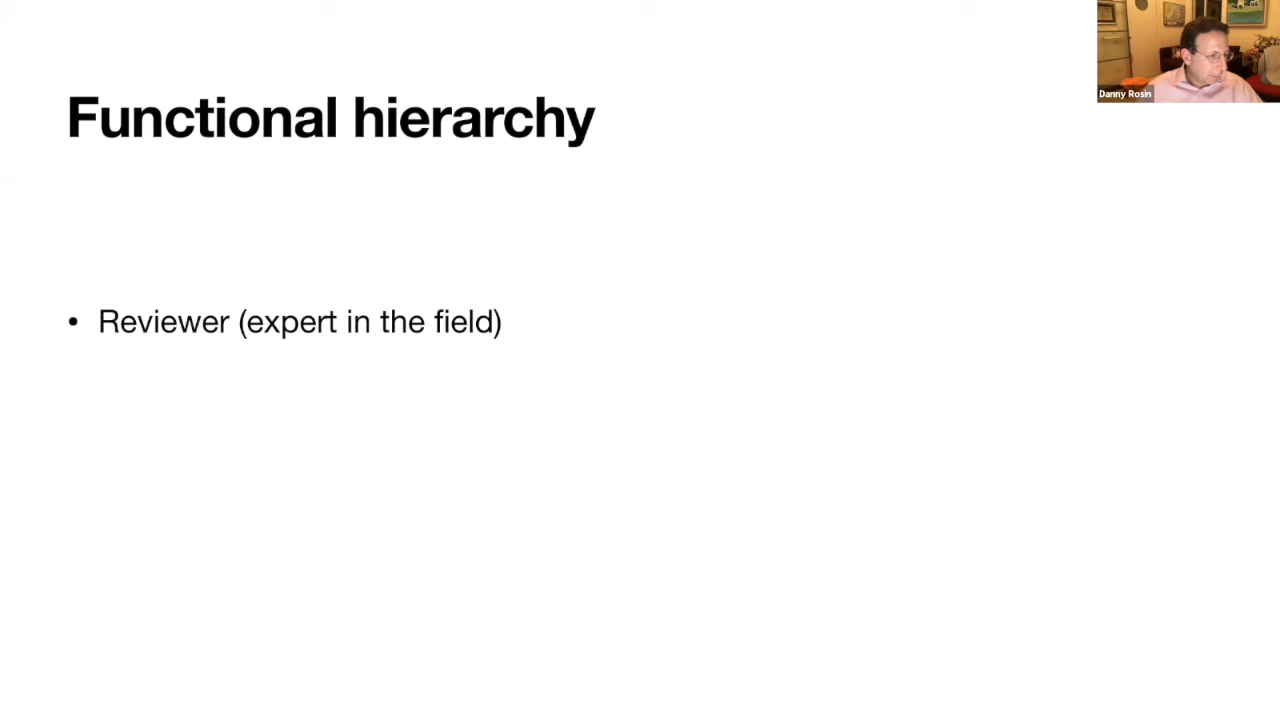 Functional hierarchy
Danny Rosin
• Reviewer (expert in the field)